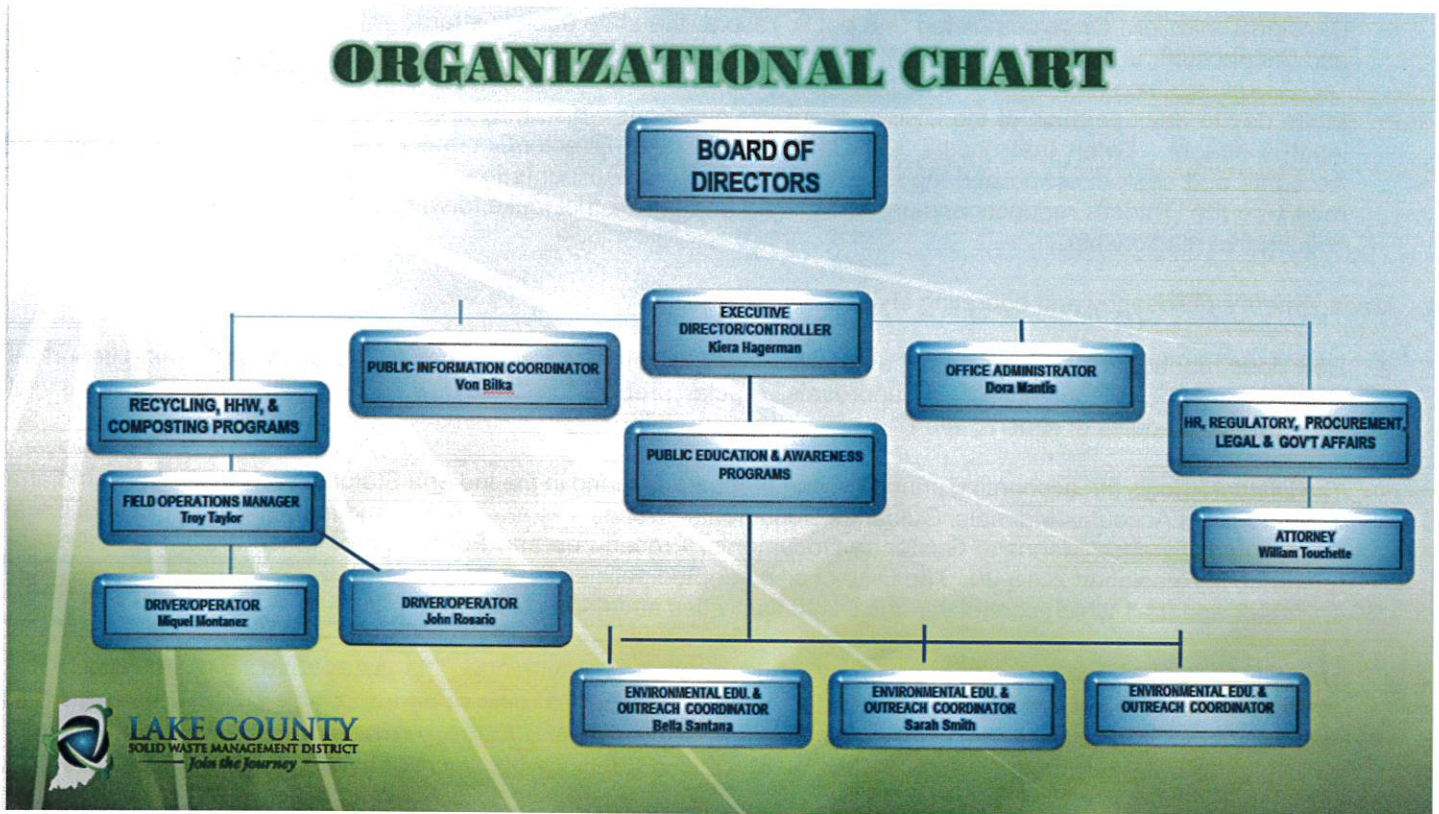 ORGANIZATIONAL CHART
BOARD OF
DIRECTORS
EXECUTIVE
DIRECTOR/CONTROLLER
Kiera Hagerman
PUBLIC INFORMATION COORDINATOR
Von Bilka
OFFICE ADMINISTRATOR
Dora Mantis
RECYCLING, HHW, &
COMPOSTING PROGRAMS
HR, REGULATORY, PROCUREMENT,
LEGAL & GOV'T AFFAIRS
PUBLIC EDUCATION & AWARENESS
PROGRAMS
FIELD OPERATIONS MANAGER
Troy Taylor
ATTORNEY
William Touchette
DRIVER/OPERATOR
Miquel Montanez
DRIVER/OPERATOR
John Rosario
ENVIRONMENTAL EDU. &
OUTREACH COORDINATOR
Bella Santana
ENVIRONMENTAL EDU. &
OUTREACH COORDINATOR
Sarah Smith
ENVIRONMENTAL EDU. &
OUTREACH COORDINATOR
LAKE COUNTY
SOLID WASTE MANAGEMENT DISTRICT
Join the Journey